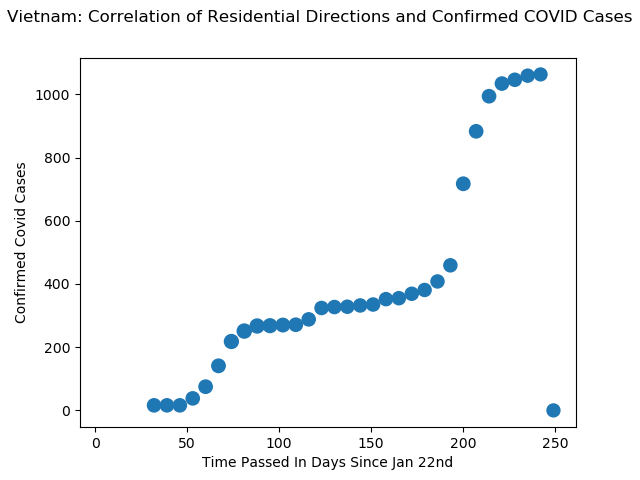 Vietnam: Correlation of Residential Directions and Confirmed COVID Cases
1000
800
600
400
200
0
Confirmed Covid Cases
0 50 100 150 200 250
Time Passed In Days Since Jan 22nd